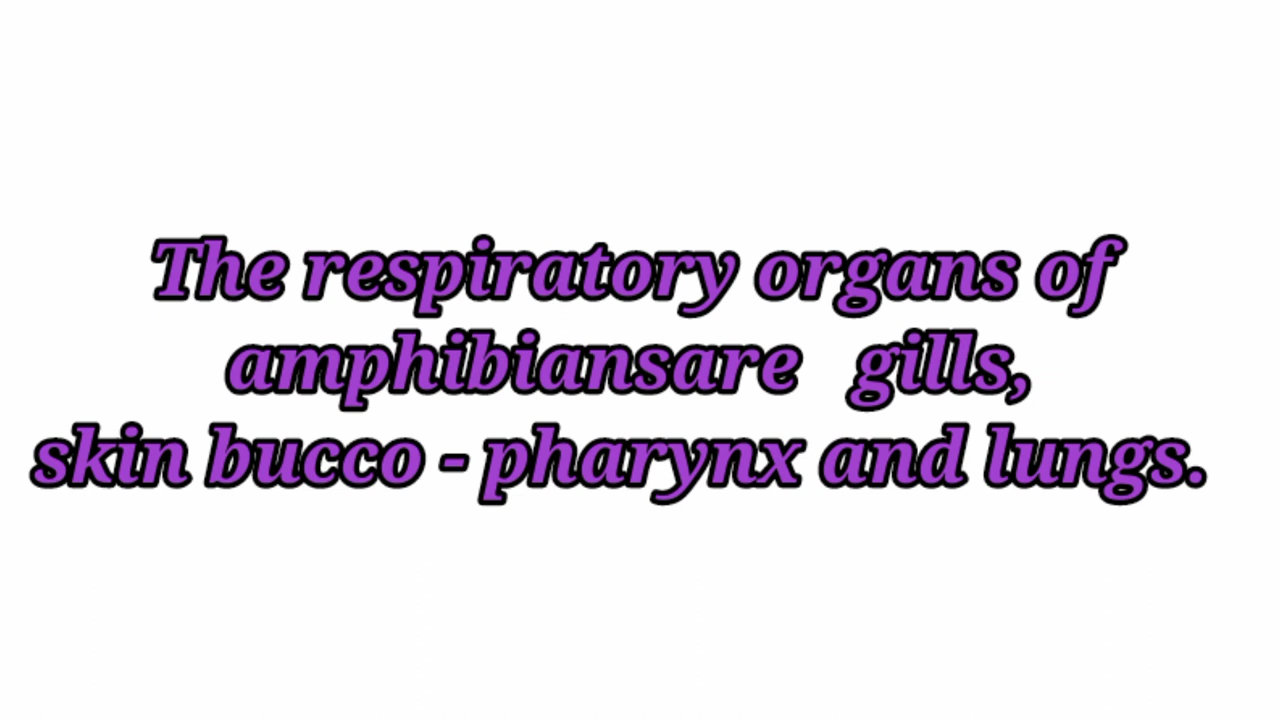 The respiratory organs of
amphibiansare gills,
skin bucco - pharynx and lungs.